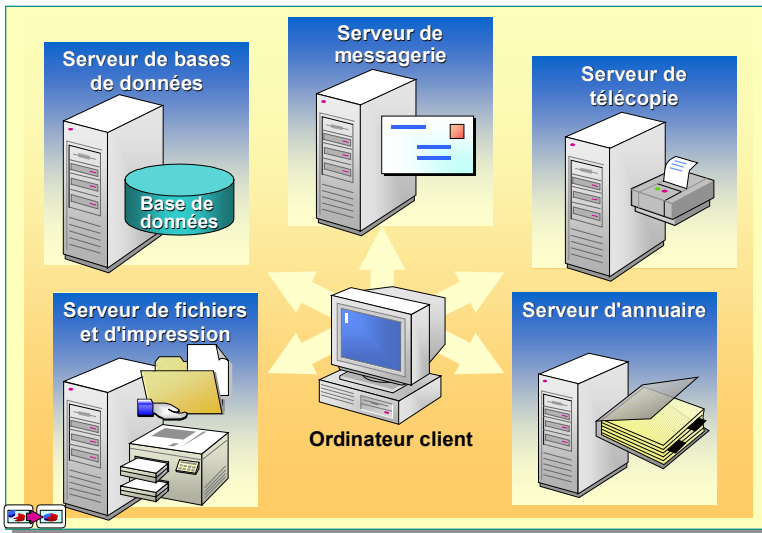 Serveur de bases
de données
Base de
données
Serveur de
messagerie
Serveur de
télécopie
Serveur de fichiers
et d'impression
Ordinateur client
Serveur d'annuaire